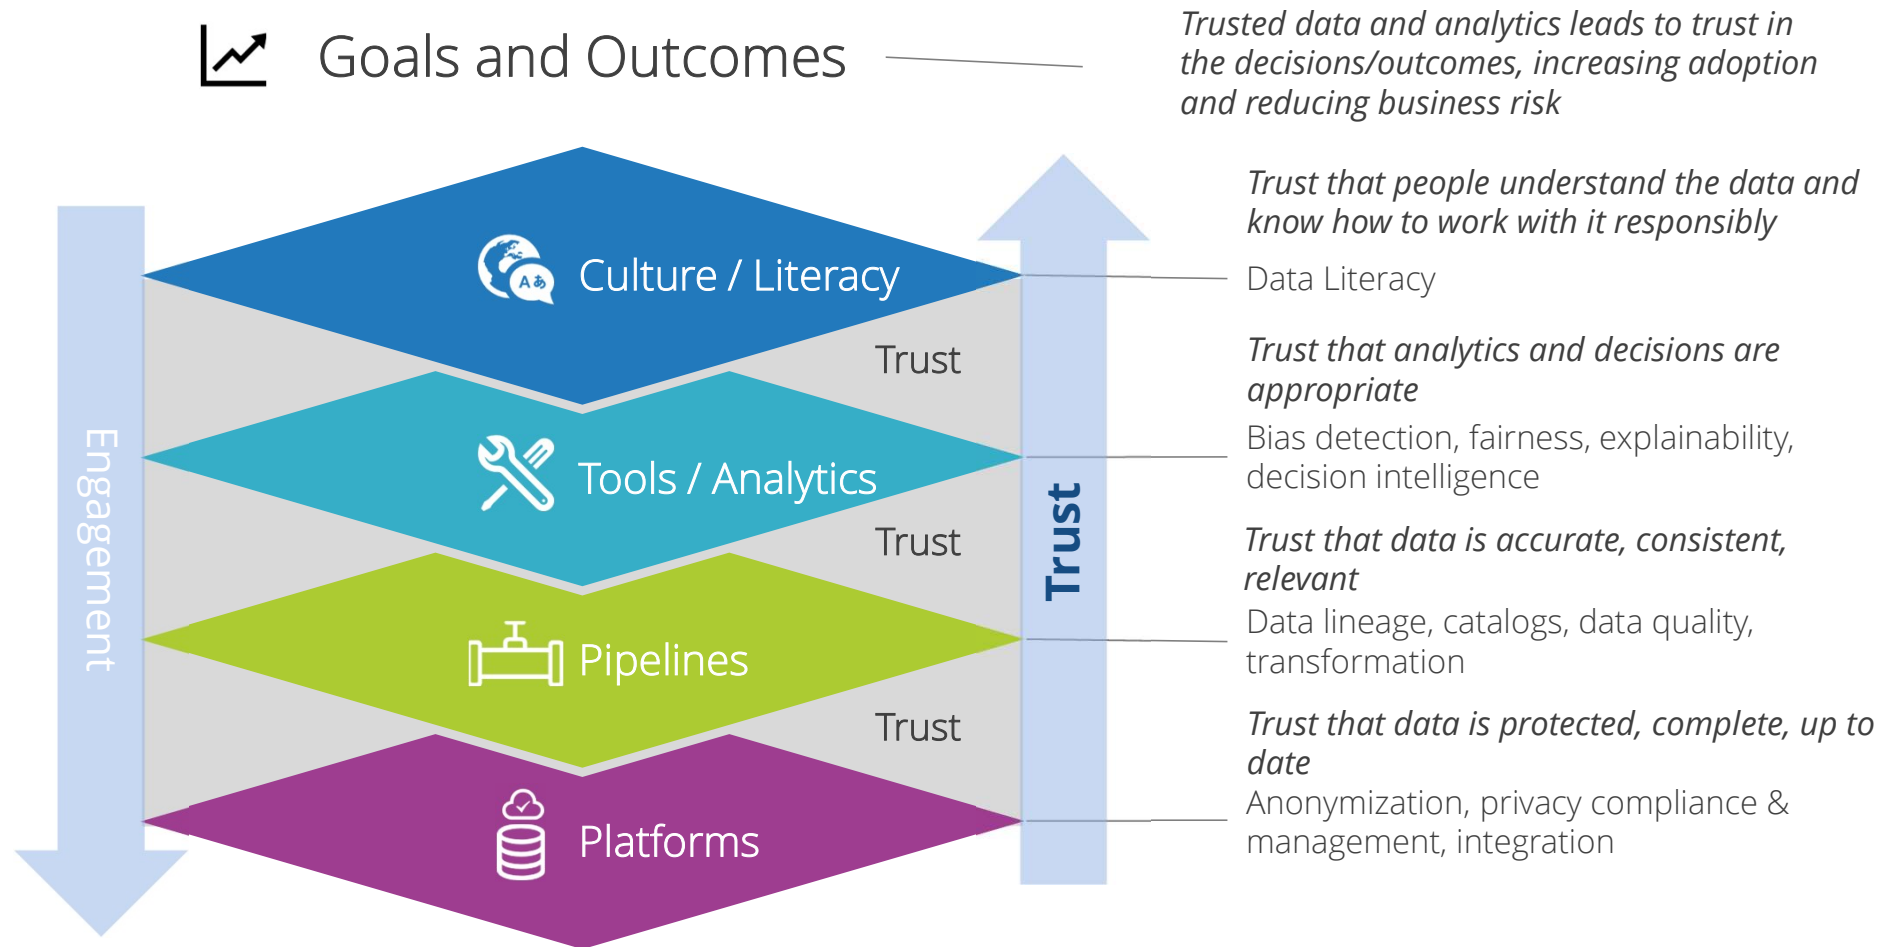 Goals and Outcomes
Trusted data and analytics leads to trust in
the decisions/outcomes, increasing adoption
and reducing business risk
Engagement
Culture / Literacy
Aあ
Trust
Tools / Analytics
Trust
Pipelines
Trust
Platforms
Trust
Trust that people understand the data and
know how to work with it responsibly
Data Literacy
Trust that analytics and decisions are
appropriate
Bias detection, fairness, explainability,
decision intelligence
Trust that data is accurate, consistent,
relevant
Data lineage, catalogs, data quality,
transformation
Trust that data is protected, complete, up to
date
Anonymization, privacy compliance &
management, integration